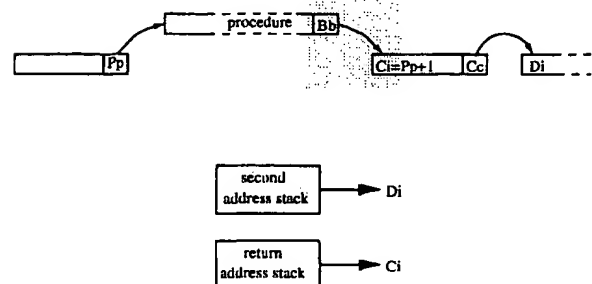 procedure
Bb
Pp
Ci=Pp+1
Cc
Di
second
address stack
Di
return
address stack
Ci